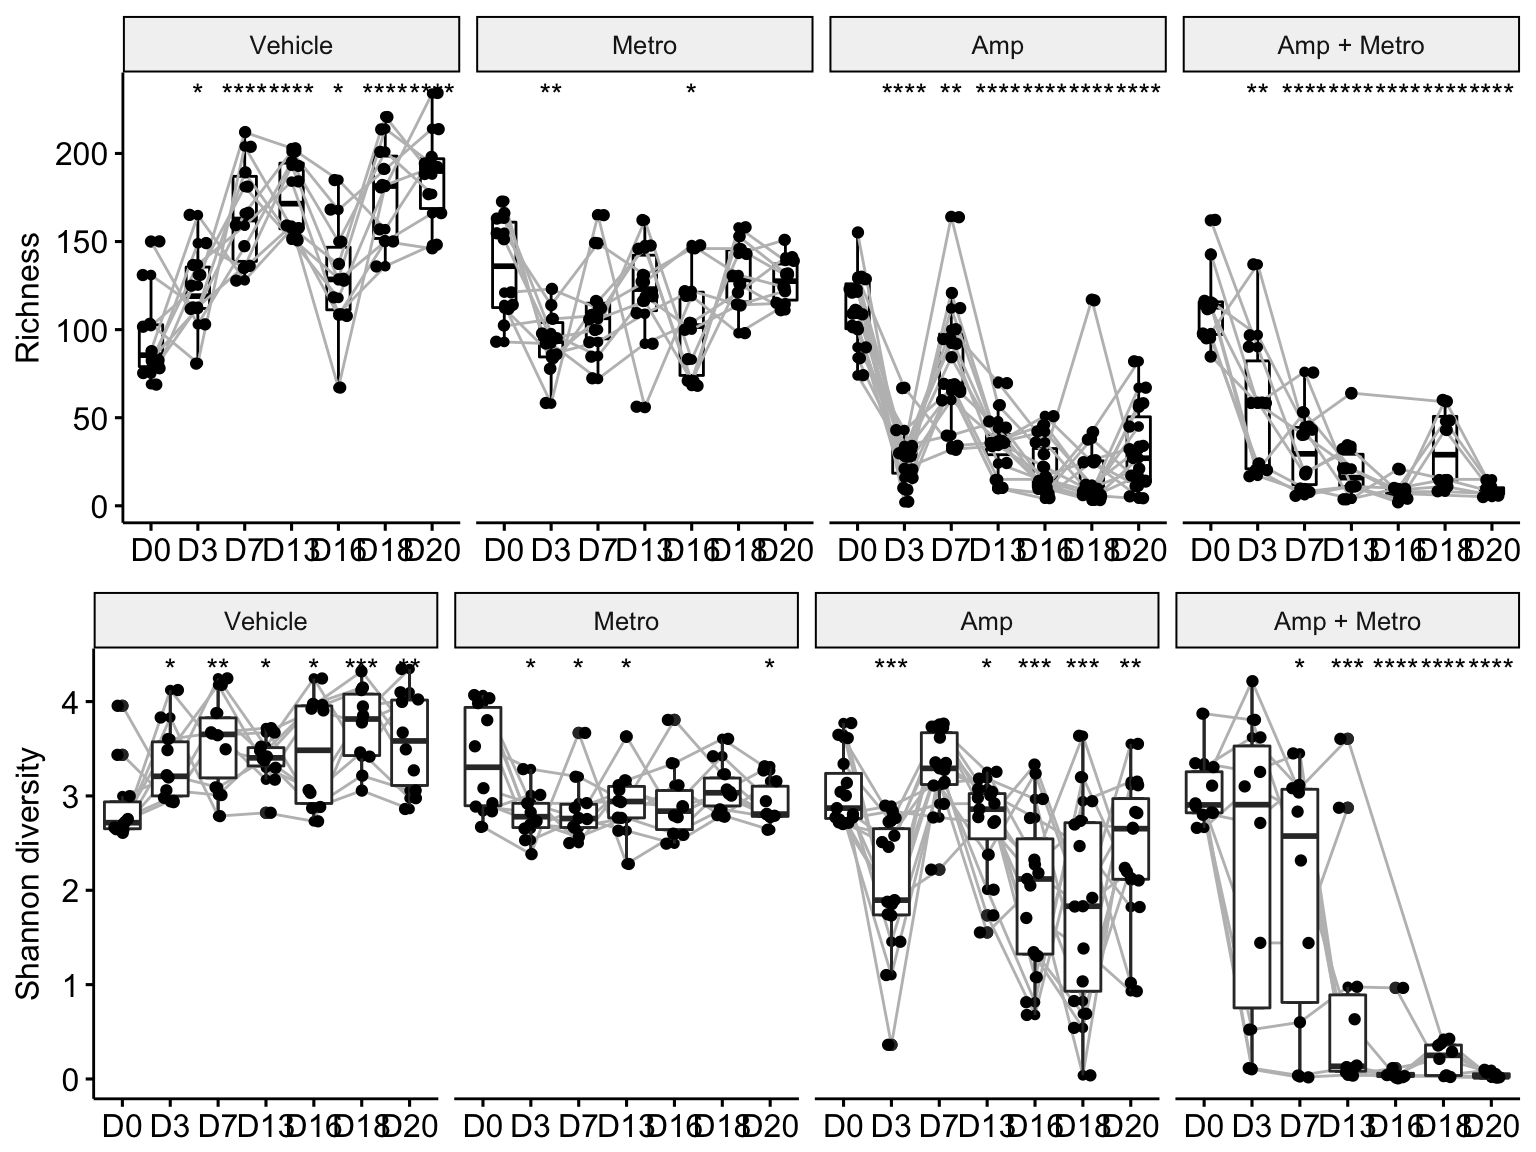 Vehicle Metro Amp Amp + Metro
* **** **** * **** **** ** * **** ** **** **** **** **** ** **** **** **** **** ****
Richness
200
150
100
50
0
D0 D3 D7 D13 D16 D18 D20 D0 D3 D7 D13 D16 D18 D20 D0 D3 D7 D13 D16 D18 D20 D0 D3 D7 D13 D16 D18 D20
Vehicle Metro Amp Amp + Metro
* ** * * *** ** * * * * *** * *** *** ** * *** **** **** ****
Shannon diversity
4
3
2
1
0
D0 D3 D7 D13 D16 D18 D20 D0 D3 D7 D13 D16 D18 D20 D0 D3 D7 D13 D16 D18 D20 D0 D3 D7 D13 D16 D18 D20